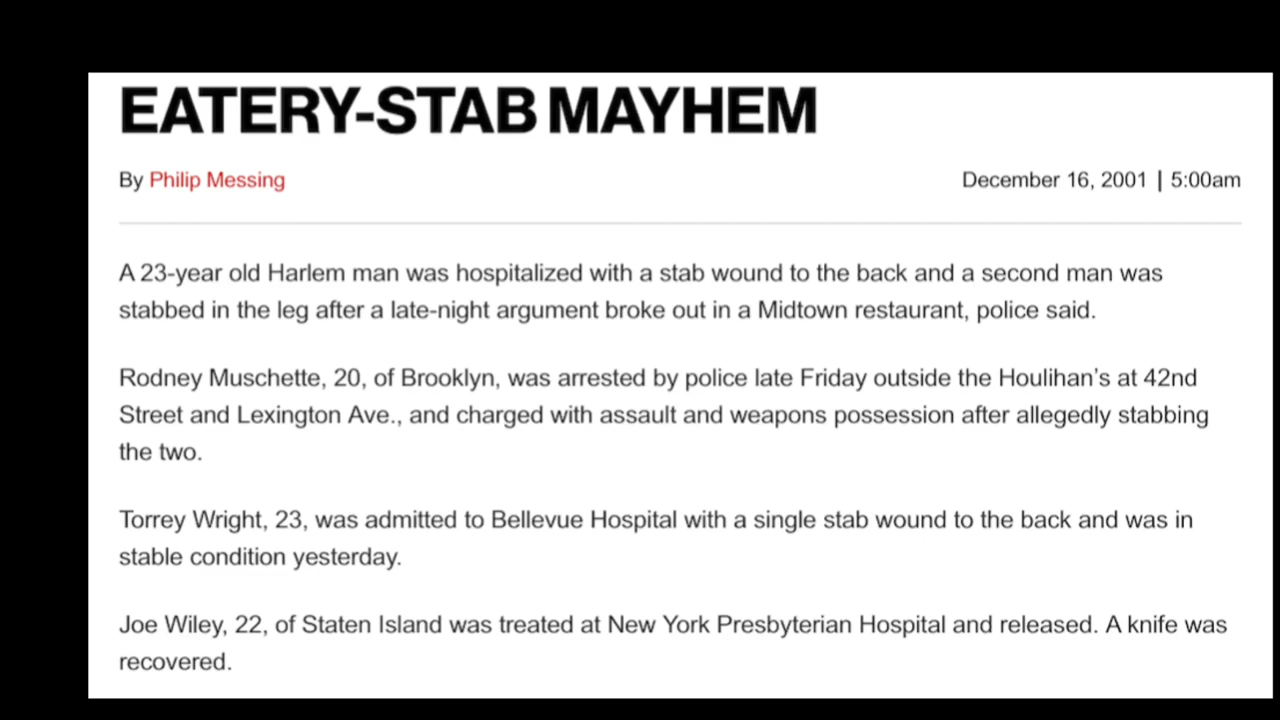 EATERY-STAB MAYHEM
By Philip Messing
December 16, 2001 | 5:00am
A 23-year old Harlem man was hospitalized with a stab wound to the back and a second man was
stabbed in the leg after a late-night argument broke out in a Midtown restaurant, police said.
Rodney Muschette, 20, of Brooklyn, was arrested by police late Friday outside the Houlihan’s at 42nd
Street and Lexington Ave., and charged with assault and weapons possession after allegedly stabbing
the two.
Torrey Wright, 23, was admitted to Bellevue Hospital with a single stab wound to the back and was in
stable condition yesterday.
Joe Wiley, 22, of Staten Island was treated at New York Presbyterian Hospital and released. A knife was
recovered.